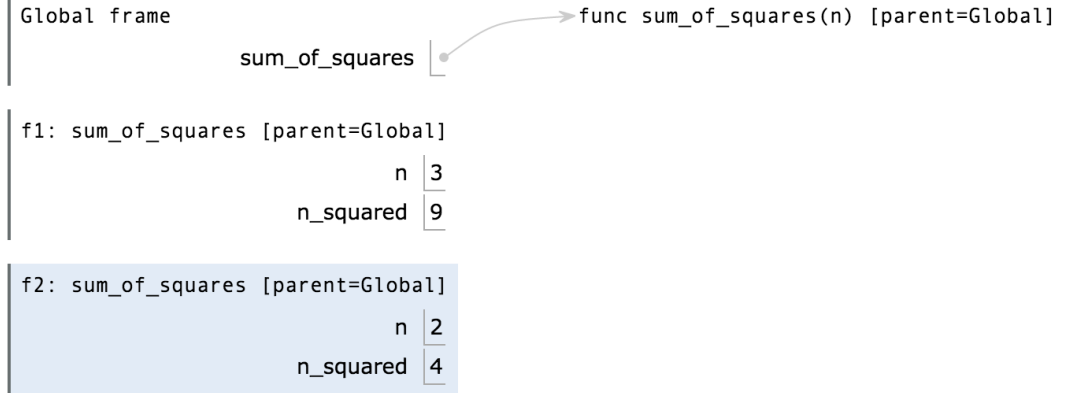 Global frame func sum_of_squares(n) [parent=Global]
sum_of_squares
f1: sum_of_squares [parent=Global]
n 3
n_squared 9
f2: sum_of_squares [parent=Global]
n 2
n_squared 4